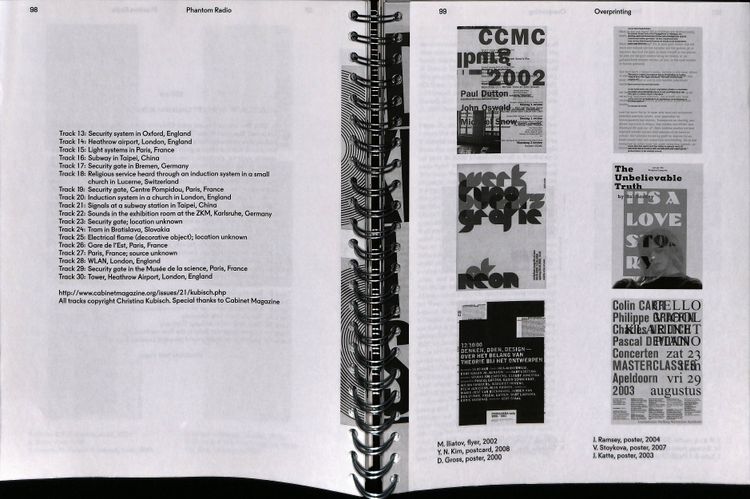 98
Phantom Radio
Track 13: Security system in Oxford, England
Track 14: Heathrow airport, London, England
Track 15: Light systems in Paris, France
Track 16: Subway in Taipei, China
Track 17: Security gate in Bremen, Germany
Track 18: Religious service heard through an induction system in a small
church in Lucerne, Switzerland
Track 19: Security gate, Centre Pompidou, Paris, France
Track 20: Induction system in a church in London, England
Track 21: Signals at a subway station in Taipei, China
Track 22: Sounds in the exhibition room at the ZKM, Karlsruhe, Germany
Track 23: Security gate; location unknown
Track 24: Tram in Bratislava, Slovakia
Track 25: Electrical flame (decorative object); location unknown
Track 26: Gare de l'Est, Paris, France
Track 27: Paris, France; source unknown
Track 28: WLAN, London, England
Track 29: Security gate in the Musée de la science, Paris, France
Track 30: Tower, Heathrow Airport, London, England
http://www.cabinetmagazine.org/issues/21/kubisch.php
All tracks copyright Christina Kubisch. Special thanks to Cabinet Magazine
99
Overprinting
CCMC
2002
Paul Dutton
John Oswald
Michael Snow
werk
grafie
at
neon
The
Unbelievable
Truth
IT'S A
LOVE
STO
RY
12:10:00
DENKEN, DOEN, DESIGN—
OVER HET BELANG VAN
THEORIE BIJ HET ONTWERPEN
Colin CARR CELLO
Philippe GRAFFIN VIOOL
Charles NEIDICH KLARINET
Pascal DEVOYON PIANO
Concerten zat 23
MASTERCLASSES
Apeldoorn vri 29
2003 augustus
M. Iliatov, flyer, 2002
Y. N. Kim, postcard, 2008
D. Gross, poster, 2000
J. Ramsey, poster, 2004
V. Stoykova, poster, 2007
J. Katte, poster, 2003